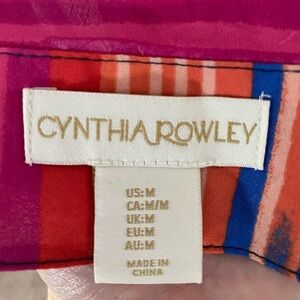 CYNTHIA ROWLEY
US:M
CA:M/M
UK:M
EU:M
AU:M
MADE IN
CHINA